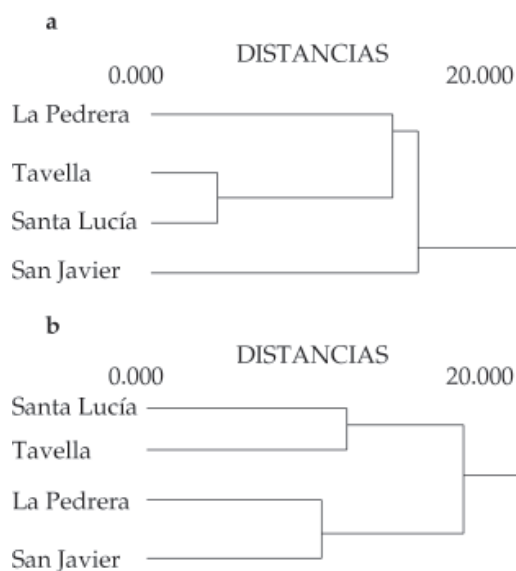 a
DISTANCIAS
0.000 20.000
La Pedrera
Tavella
Santa Lucía
San Javier
b
DISTANCIAS
0.000 20.000
Santa Lucía
Tavella
La Pedrera
San Javier